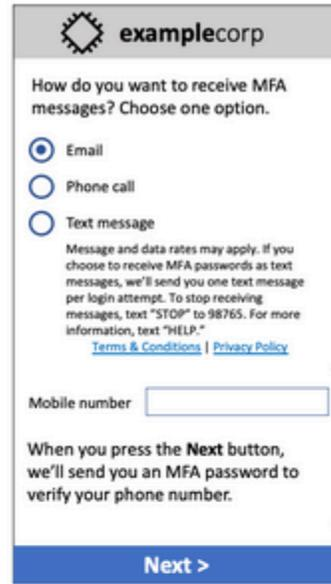 examplecorp
How do you want to receive MFA
messages? Choose one option.
Email
Phone call
Text message
Message and data rates may apply. If you
choose to receive MFA passwords as text
messages, we'll send you one text message
per login attempt. To stop receiving
messages, text "STOP" to 98765. For more
information, text "HELP."
Terms & Conditions | Privacy Policy
Mobile number
When you press the Next button,
we'll send you an MFA password to
verify your phone number.
Next >